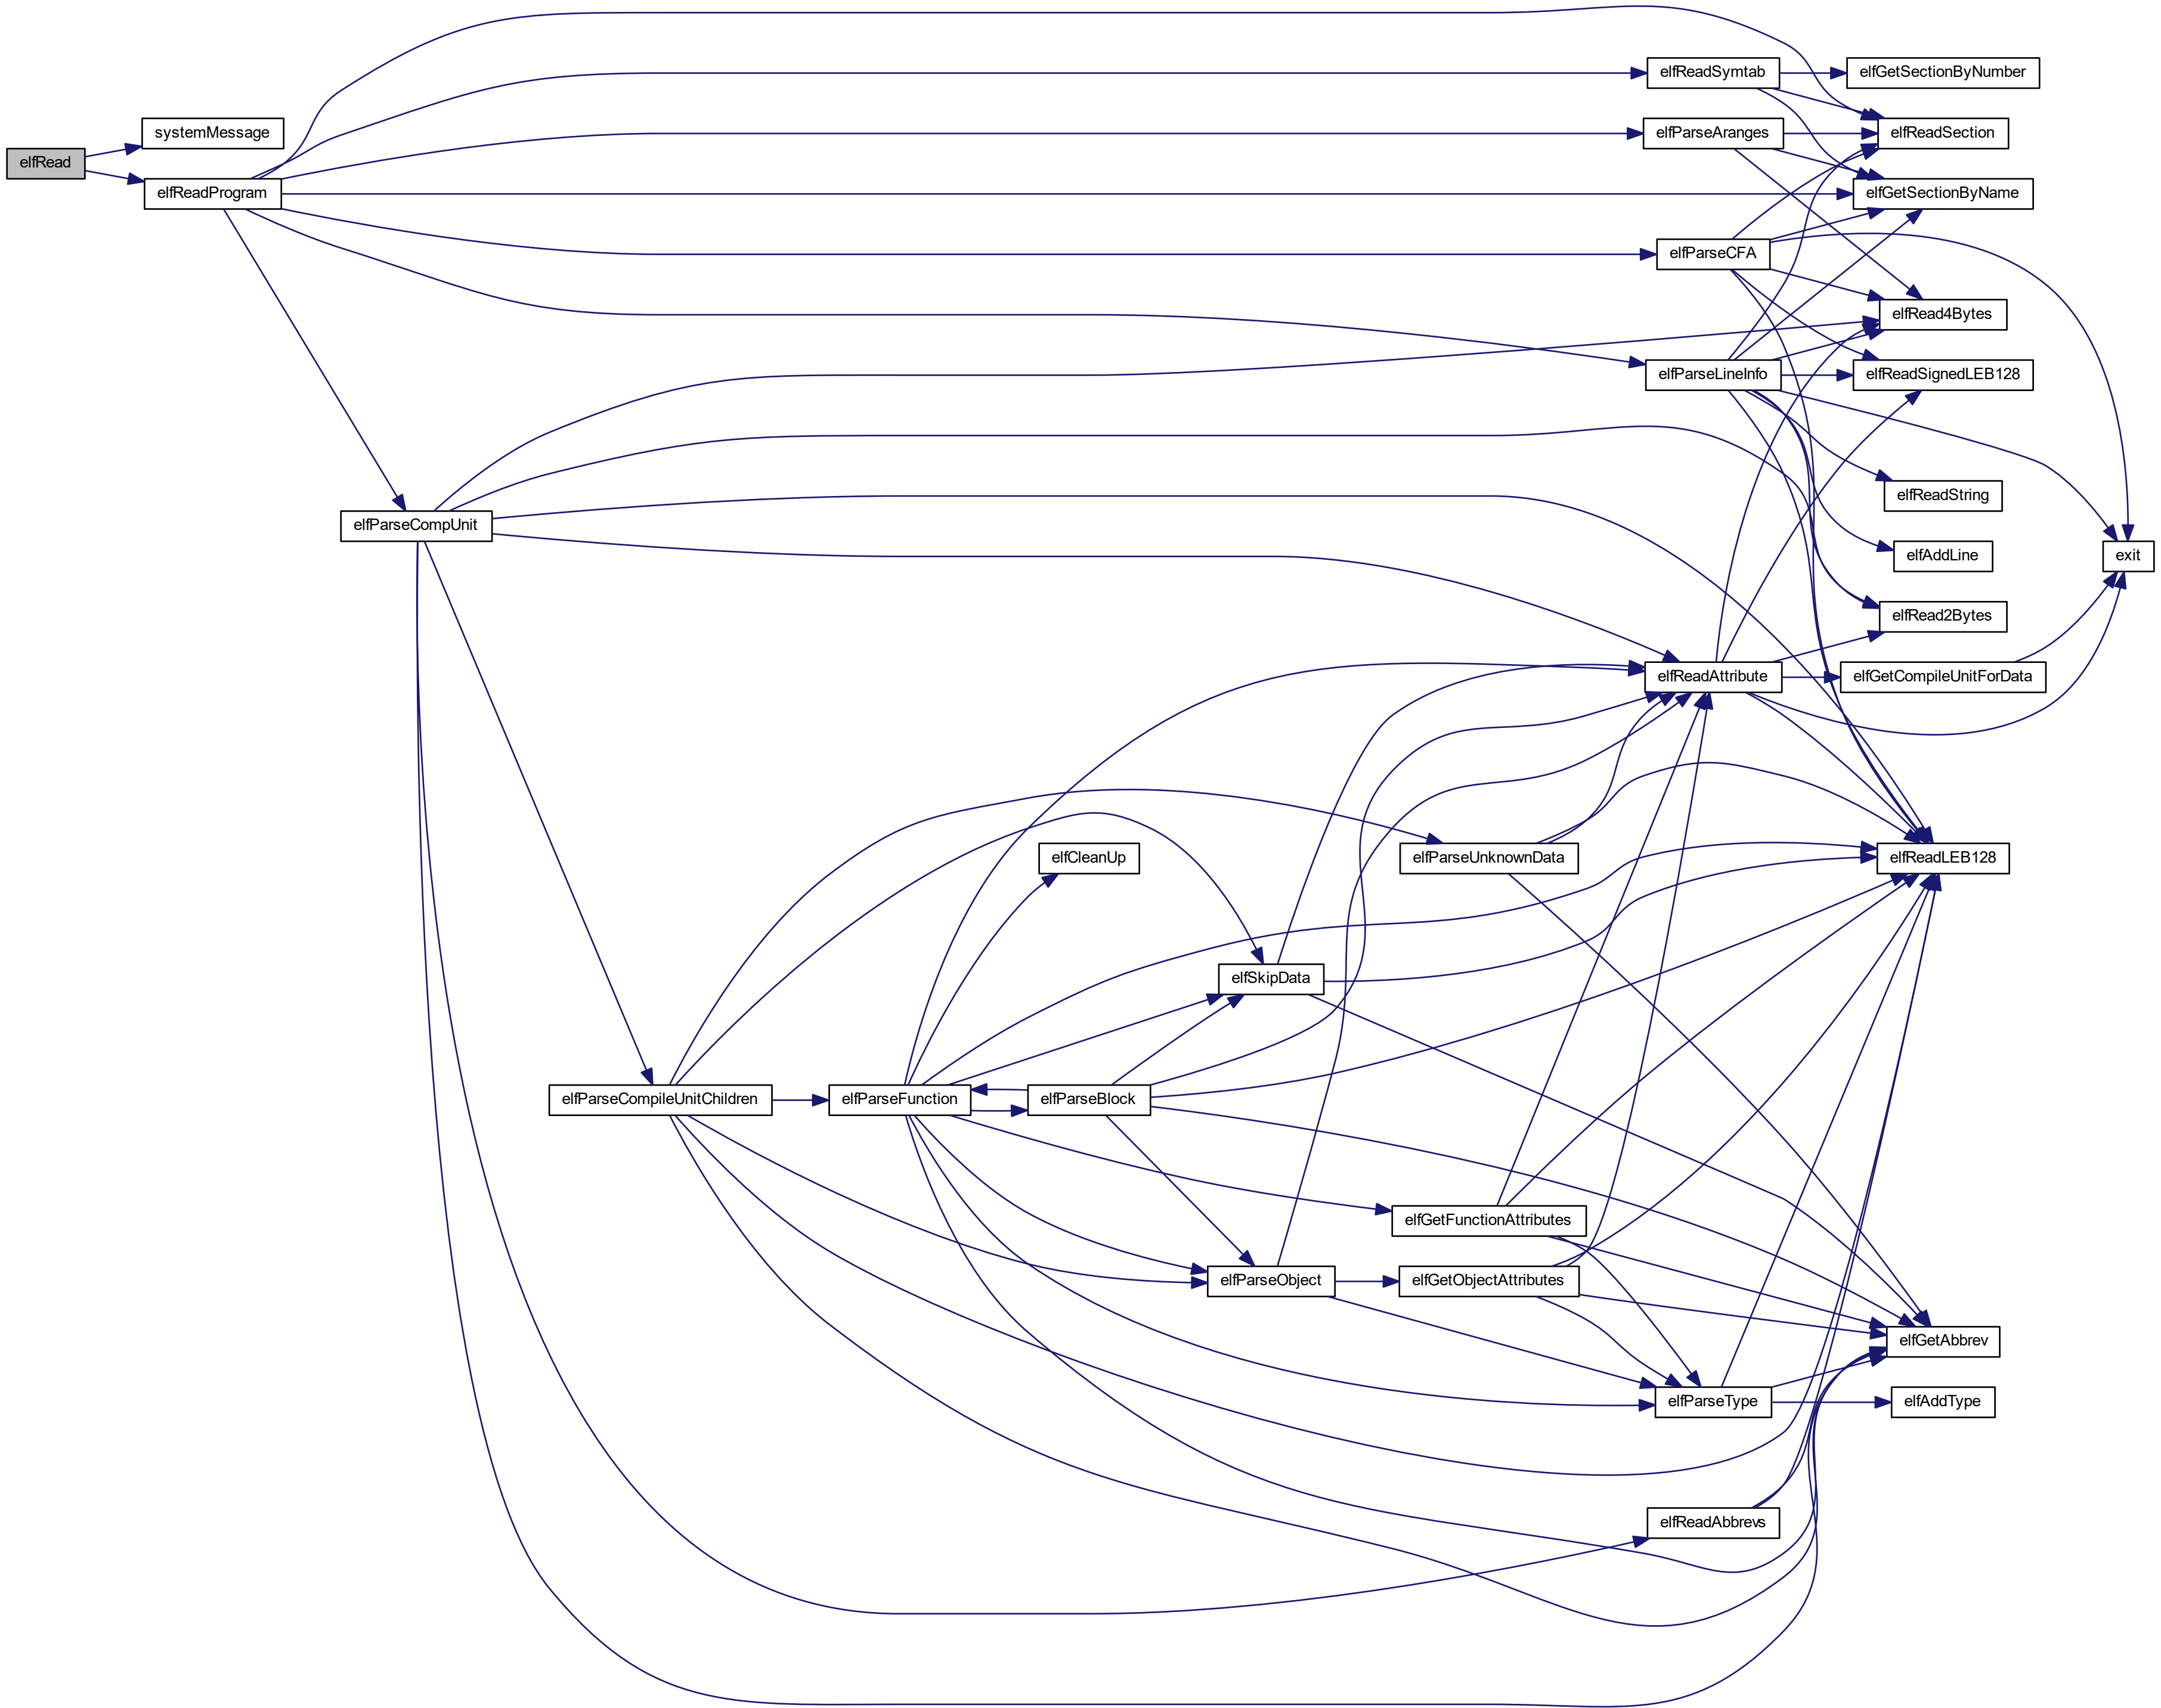 elfReadSymtab
elfGetSectionByNumber
systemMessage
elfParseAranges
elfReadSection
elfRead
elfReadProgram
elfGetSectionByName
elfParseCFA
elfRead4Bytes
elfParseLineInfo
elfReadSignedLEB128
elfReadString
elfParseCompUnit
elfAddLine
exit
elfRead2Bytes
elfReadAttribute
elfGetCompileUnitForData
elfCleanUp
elfParseUnknownData
elfReadLEB128
elfSkipData
elfParseCompileUnitChildren
elfParseFunction
elfParseBlock
elfGetFunctionAttributes
elfParseObject
elfGetObjectAttributes
elfGetAbbrev
elfParseType
elfAddType
elfReadAbbrevs